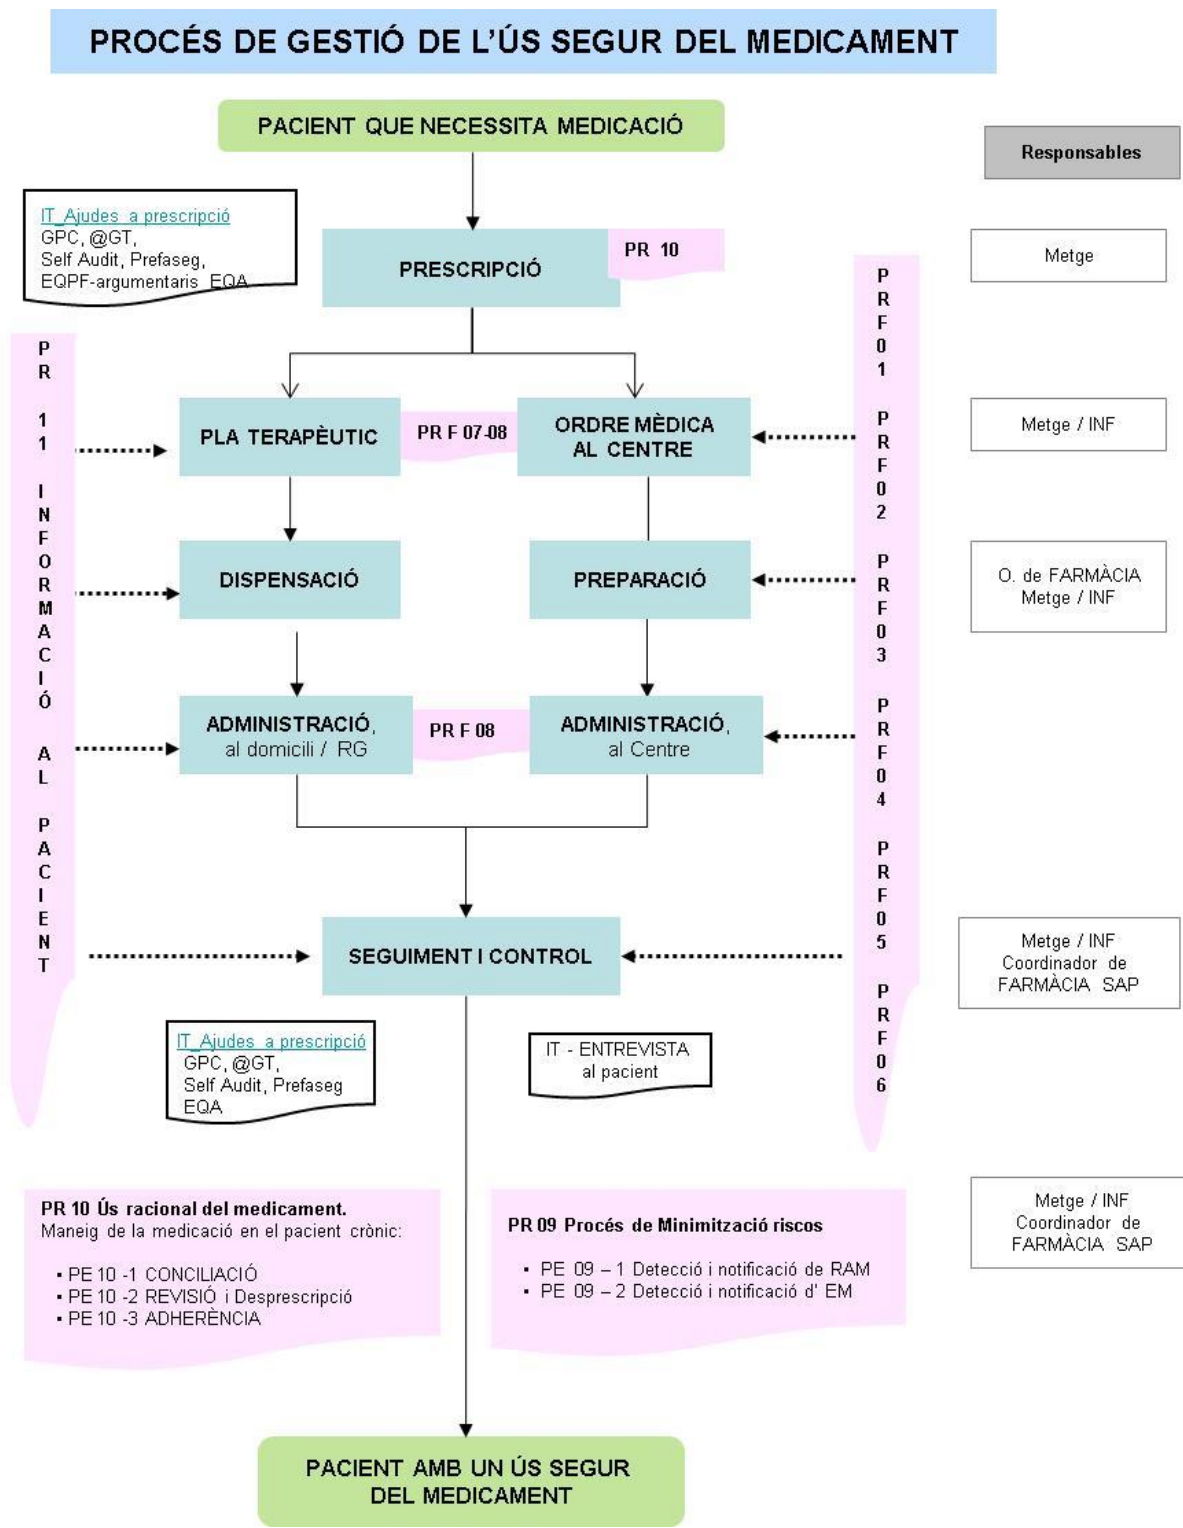 PROCÉS DE GESTIÓ DE L'ÚS SEGUR DEL MEDICAMENT
PACIENT QUE NECESSITA MEDICACIÓ
Responsables
IT_Ajudes a prescripció
GPC, @GT,
Self Audit, Prefaseg,
EQPF-argumentaris EQA
PRESCRIPCIÓ
PR 10
Metge
PR 11 INFORMACIÓ AL PACIENT
PRF01 PRF02 PRF03 PRF04 PRF05 PRF06
PLA TERAPÈUTIC
PR F 07-08
ORDRE MÈDICA
AL CENTRE
Metge / INF
DISPENSACIÓ
PREPARACIÓ
O. de FARMÀCIA
Metge / INF
ADMINISTRACIÓ,
al domicili / RG
PR F 08
ADMINISTRACIÓ,
al Centre
SEGUIMENT I CONTROL
Metge / INF
Coordinador de
FARMÀCIA SAP
IT_Ajudes a prescripció
GPC, @GT,
Self Audit, Prefaseg
EQA
IT - ENTREVISTA
al pacient
PR 10 Ús racional del medicament.
Maneig de la medicació en el pacient crònic:
▪ PE 10 -1 CONCILIACIÓ
▪ PE 10 -2 REVISIÓ i Desprescripció
▪ PE 10 -3 ADHERÈNCIA
PR 09 Procés de Minimització riscos
▪ PE 09 – 1 Detecció i notificació de RAM
▪ PE 09 – 2 Detecció i notificació d' EM
Metge / INF
Coordinador de
FARMÀCIA SAP
PACIENT AMB UN ÚS SEGUR
DEL MEDICAMENT